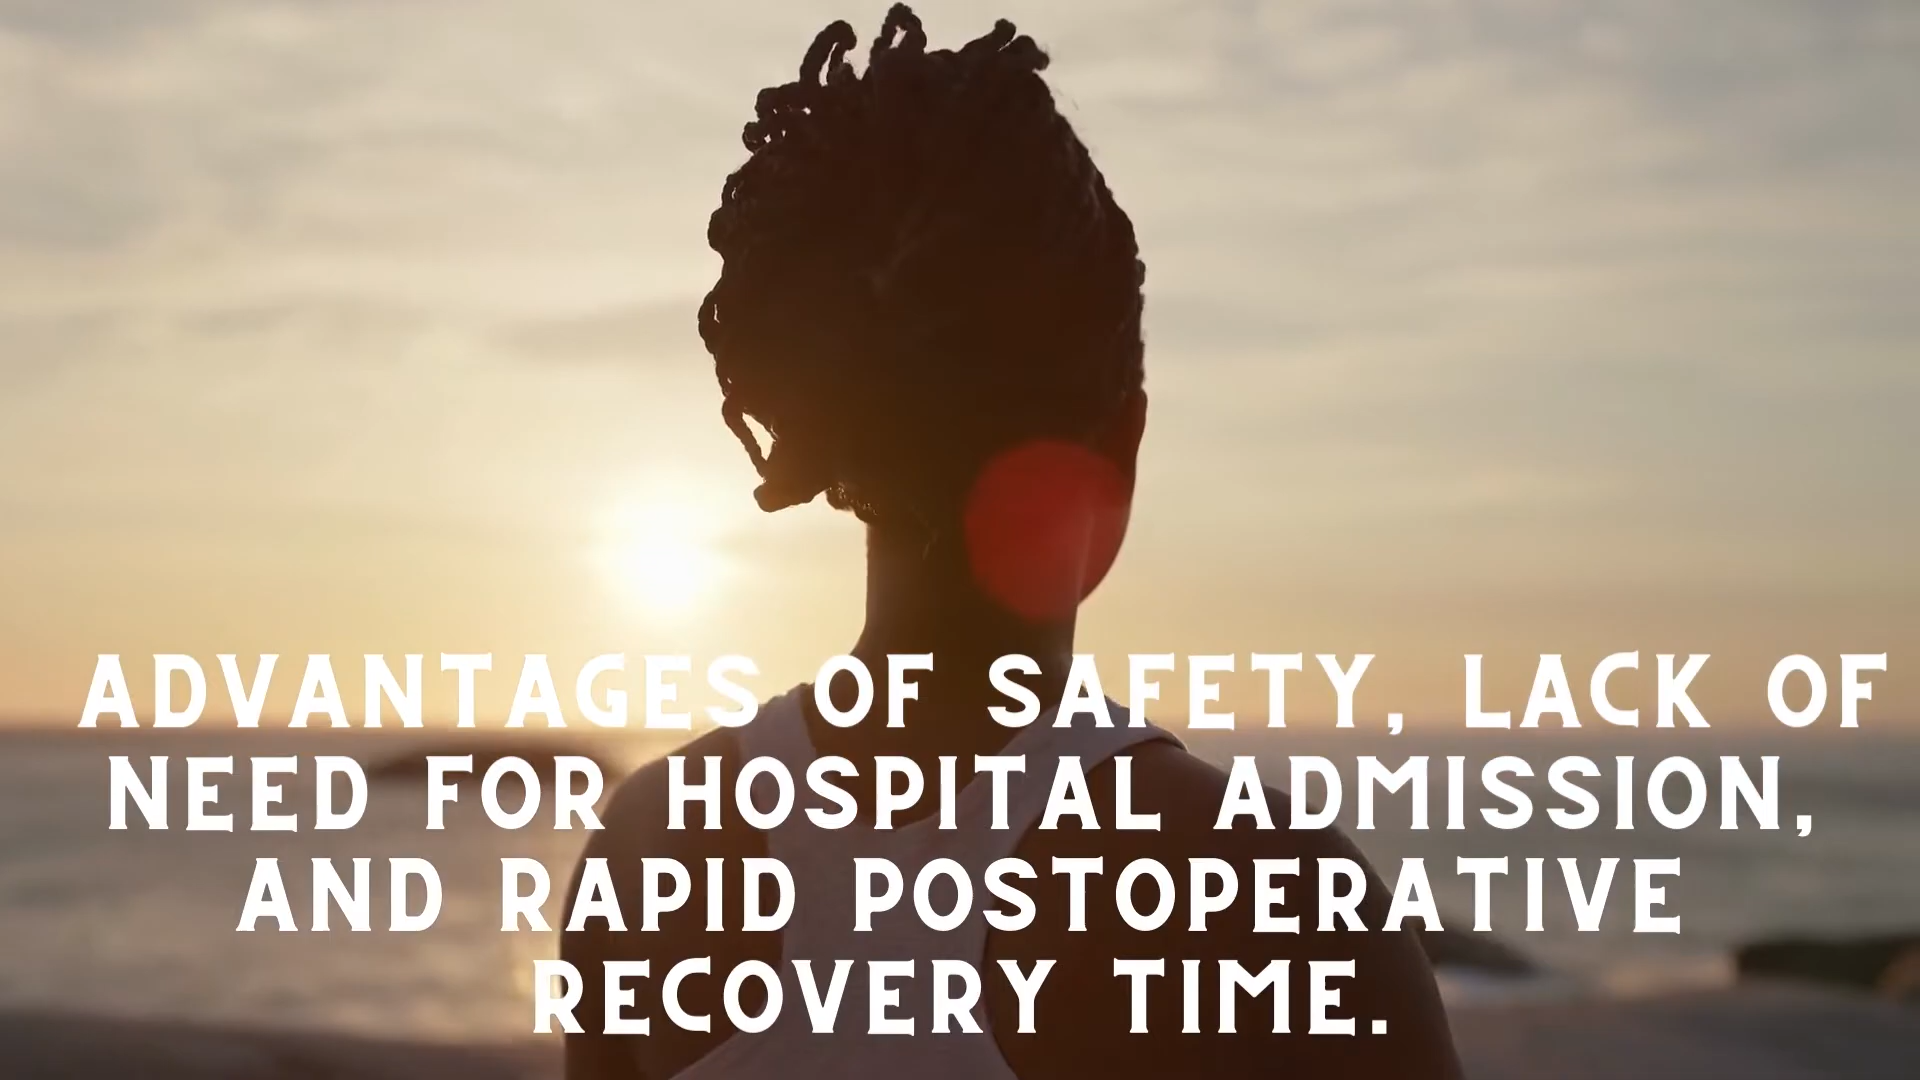 ADVANTAGES OF SAFETY, LACK OF
NEED FOR HOSPITAL ADMISSION,
AND RAPID POSTOPERATIVE
RECOVERY TIME.